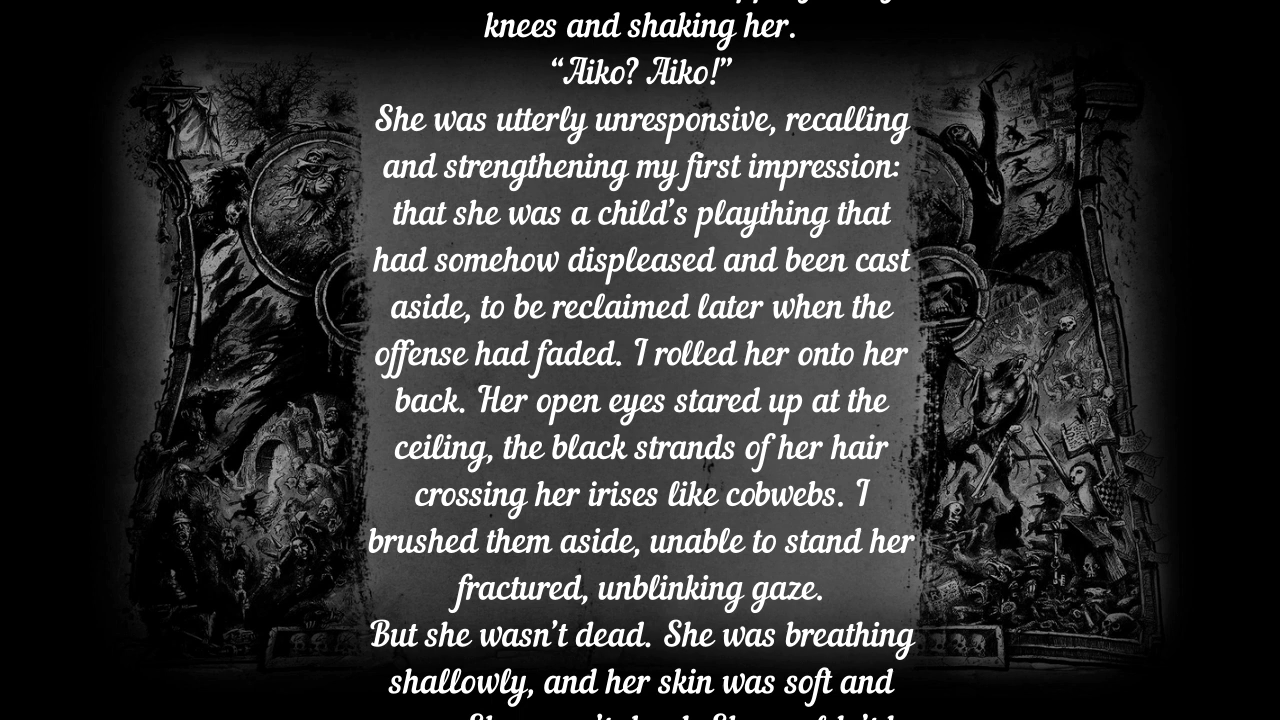 knees and shaking her.
“Aiko? Aiko!”
She was utterly unresponsive, recalling
and strengthening my first impression:
that she was a child’s plaything that
had somehow displeased and been cast
aside, to be reclaimed later when the
offense had faded. I rolled her onto her
back. Her open eyes stared up at the
ceiling, the black strands of her hair
crossing her irises like cobwebs. I
brushed them aside, unable to stand her
fractured, unblinking gaze.
But she wasn’t dead. She was breathing
shallowly, and her skin was soft and